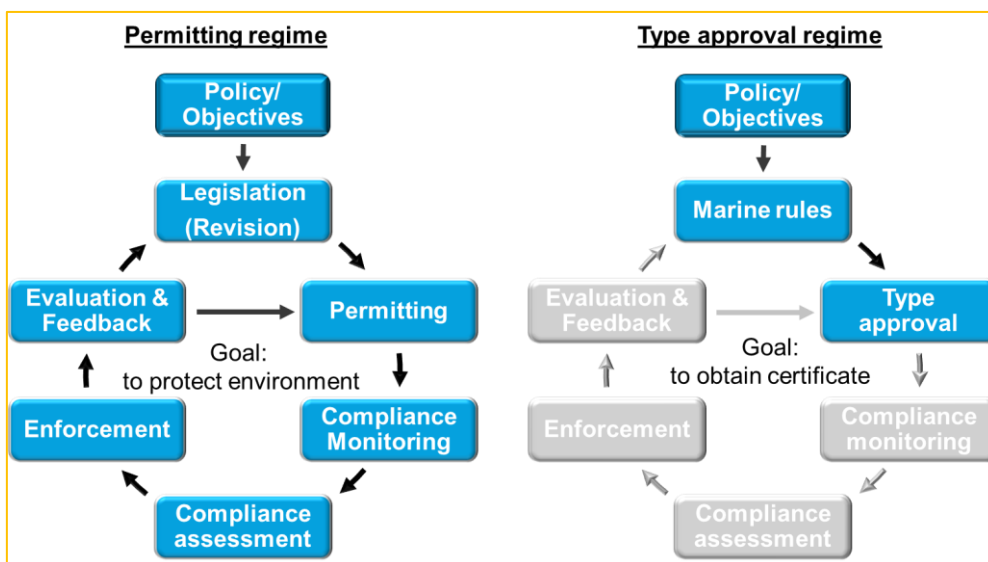 Permitting regime
Policy/
Objectives
Legislation
(Revision)
Evaluation &
Feedback
Permitting
Goal:
to protect environment
Enforcement
Compliance
Monitoring
Compliance
assessment
Type approval regime
Policy/
Objectives
Marine rules
Evaluation &
Feedback
Type
approval
Goal:
to obtain certificate
Enforcement
Compliance
monitoring
Compliance
assessment